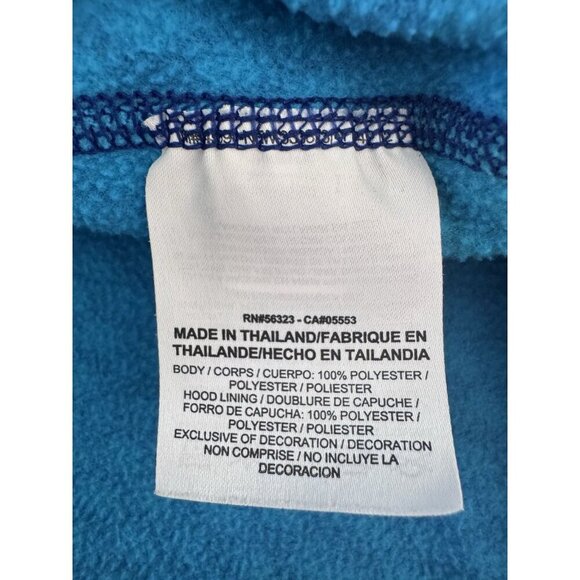 RN#56323 - CA#05553
MADE IN THAILAND/FABRIQUE EN
THAILANDE/HECHO EN TAILANDIA
BODY / CORPS / CUERPO: 100% POLYESTER /
POLYESTER / POLIESTER
HOOD LINING / DOUBLURE DE CAPUCHE /
FORRO DE CAPUCHA: 100% POLYESTER /
POLYESTER / POLIESTER
EXCLUSIVE OF DECORATION / DECORATION
NON COMPRISE / NO INCLUYE LA
DECORACION